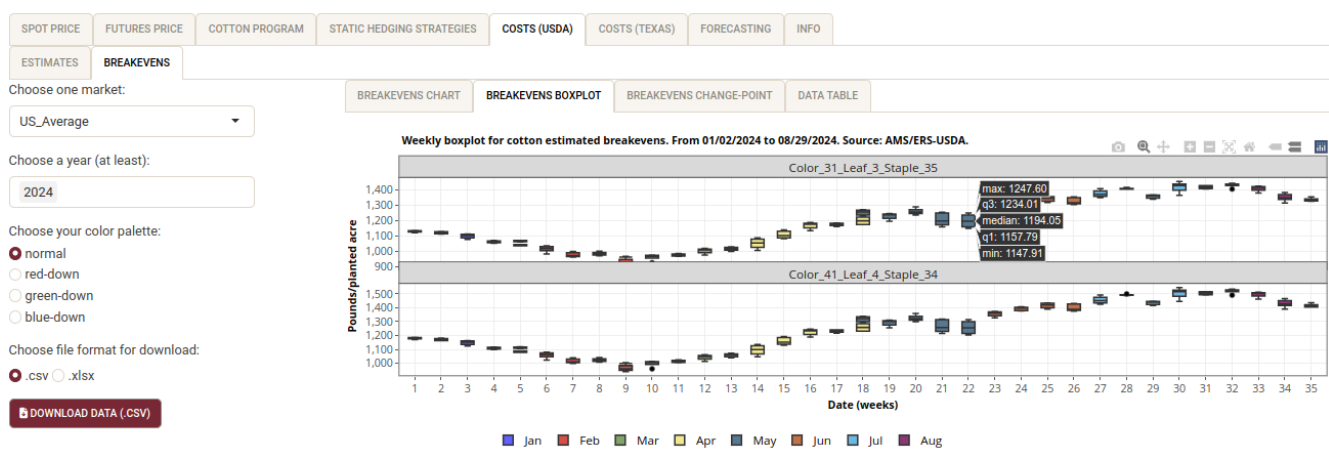 SPOT PRICE FUTURES PRICE COTTON PROGRAM STATIC HEDGING STRATEGIES COSTS (USDA) COSTS (TEXAS) FORECASTING INFO
ESTIMATES BREAKEVENS
Choose one market:
US_Average
Choose a year (at least):
2024
Choose your color palette:
normal
red-down
green-down
blue-down
Choose file format for download:
.csv .xlsx
DOWNLOAD DATA (.CSV)
BREAKEVENS CHART BREAKEVENS BOXPLOT BREAKEVENS CHANGE-POINT DATA TABLE
Weekly boxplot for cotton estimated breakevens. From 01/02/2024 to 08/29/2024. Source: AMS/ERS-USDA.
Color_31_Leaf_3_Staple_35
1,400
1,300
1,200
1,100
1,000
900
max: 1247.60
q3: 1234.01
median: 1194.05
q1: 1157.79
min: 1147.91
Color_41_Leaf_4_Staple_34
1,500
1,400
1,300
1,200
1,100
1,000
Pounds/planted acre
1 2 3 4 5 6 7 8 9 10 11 12 13 14 15 16 17 18 19 20 21 22 23 24 25 26 27 28 29 30 31 32 33 34 35
Date (weeks)
Jan Feb Mar Apr May Jun Jul Aug